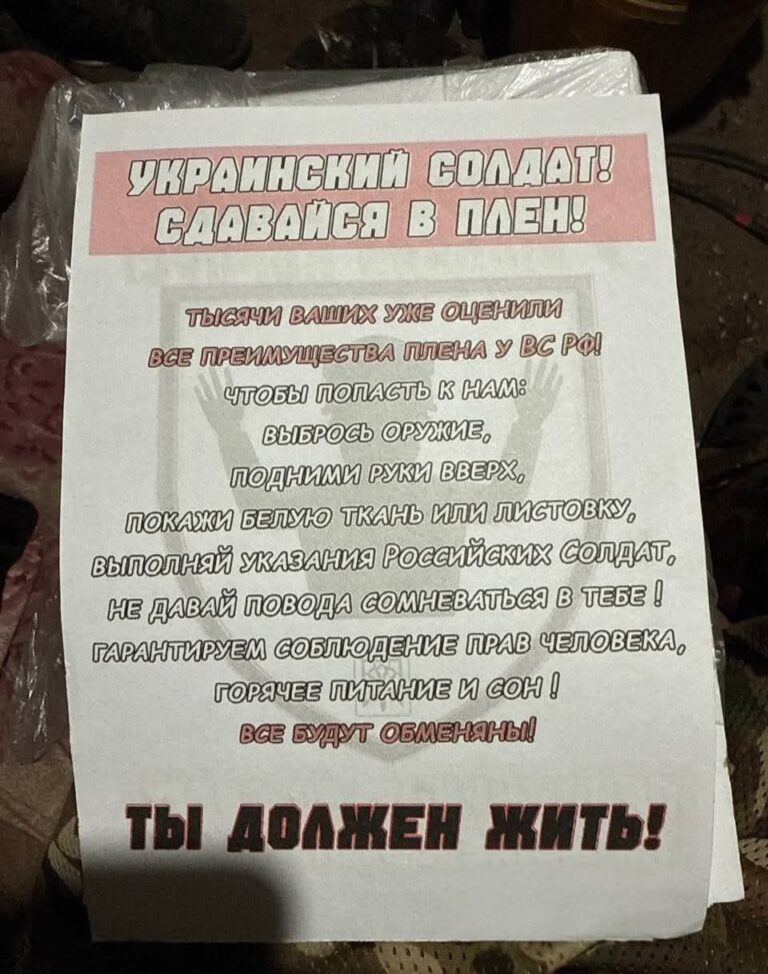 УКРАИНСКИЙ СОЛДАТ!
СДАВАЙСЯ В ПЛЕН!
ТЫСЯЧИ ВАШИХ УЖЕ ОЦЕНИЛИ
ВСЕ ПРЕИМУЩЕСТВА ПЛЕНА У ВС РФ!
ЧТОБЫ ПОПАСТЬ К НАМ:
ВЫБРОСЬ ОРУЖИЕ,
ПОДНИМИ РУКИ ВВЕРХ,
ПОКАЖИ БЕЛУЮ ТКАНЬ ИЛИ ЛИСТОВКУ,
ВЫПОЛНЯЙ УКАЗАНИЯ РОССИЙСКИХ СОЛДАТ,
НЕ ДАВАЙ ПОВОДА СОМНЕВАТЬСЯ В ТЕБЕ !
ГАРАНТИРУЕМ СОБЛЮДЕНИЕ ПРАВ ЧЕЛОВЕКА,
ГОРЯЧЕЕ ПИТАНИЕ И СОН !
ВСЕ БУДУТ ОБМЕНЯНЫ!
ТЫ ДОЛЖЕН ЖИТЬ!